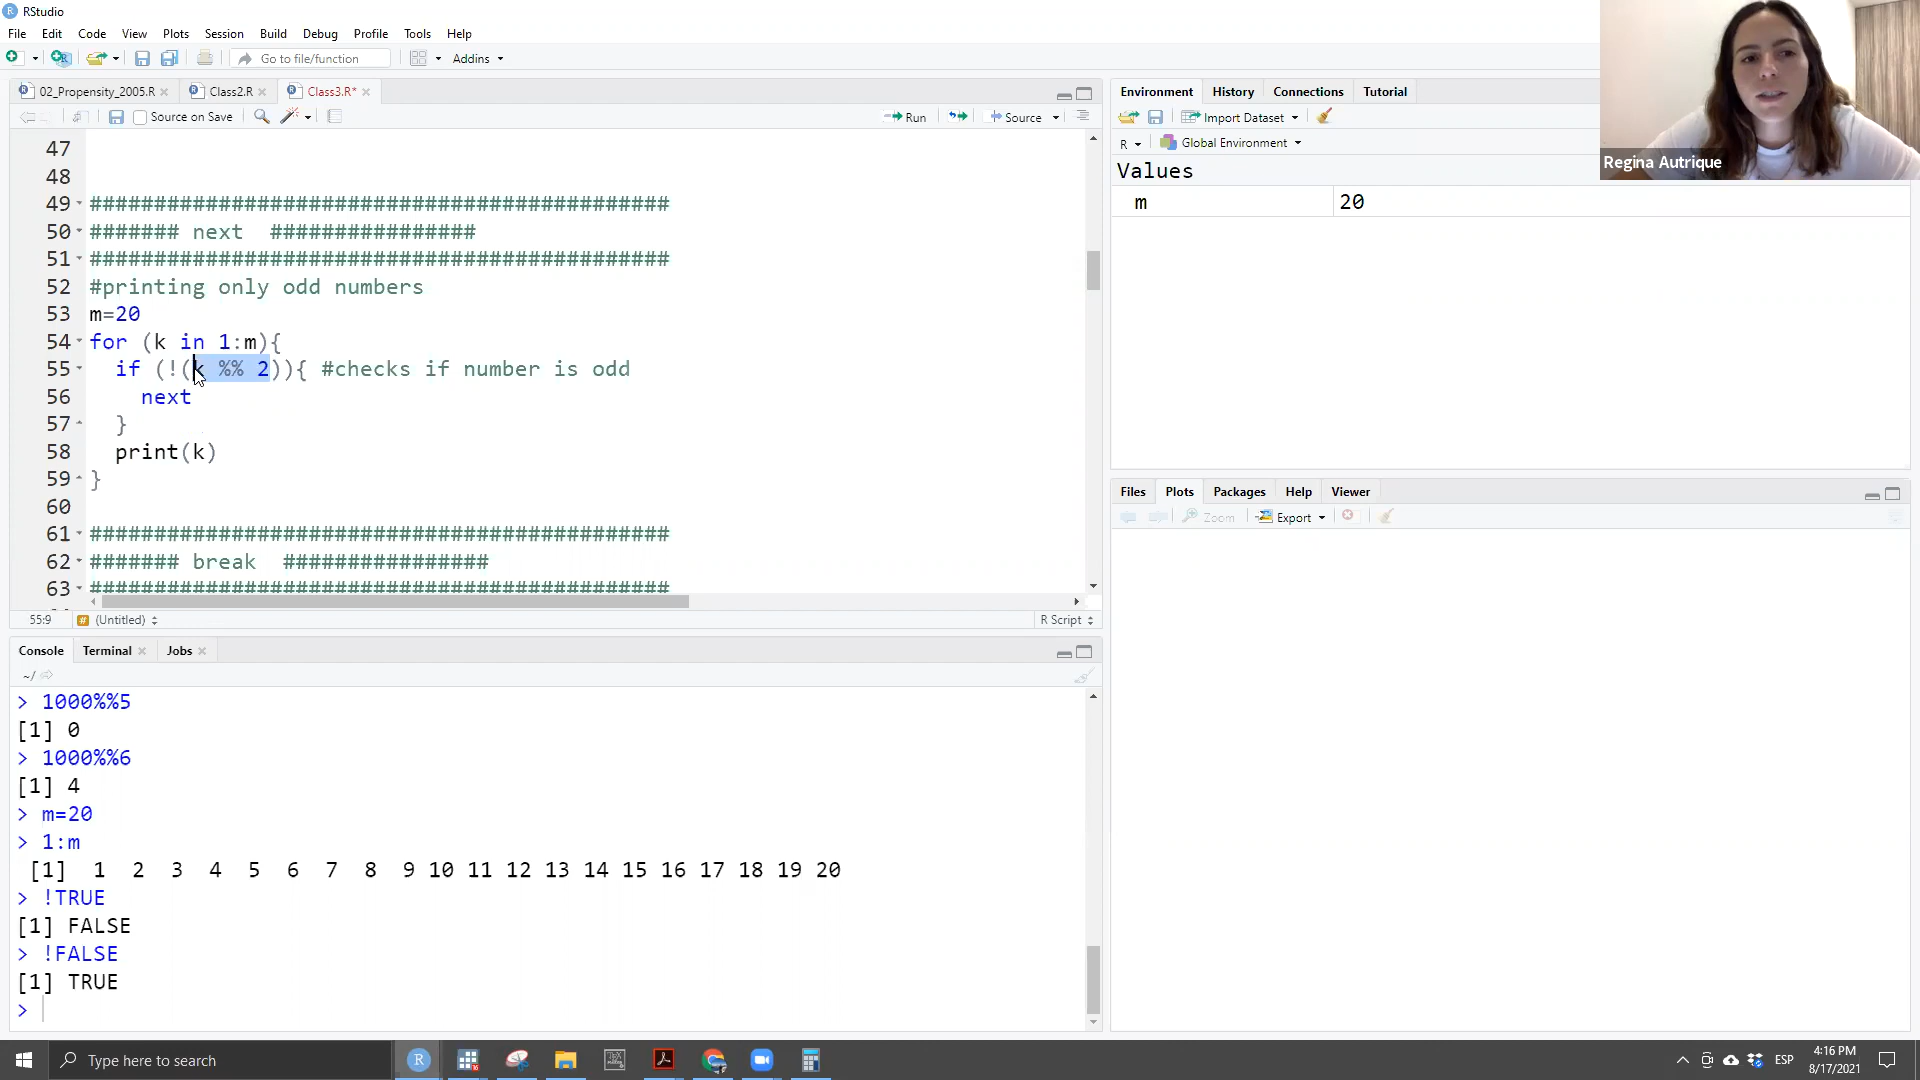 RStudio
File Edit Code View Plots Session Build Debug Profile Tools Help
Go to file/function Addins
02_Propensity_2005.R Class2.R Class3.R*
Source on Save Run Source
47
48
49 #############################################
50 ####### next ################
51 #############################################
52 #printing only odd numbers
53 m=20
54 for (k in 1:m){
55 if (!(k %% 2)){ #checks if number is odd
56 next
57 }
58 print(k)
59 }
60
61 #############################################
62 ####### break ################
63 #############################################
55:9 (Untitled) R Script
Console Terminal Jobs
~/
> 1000%%5
[1] 0
> 1000%%6
[1] 4
> m=20
> 1:m
[1] 1 2 3 4 5 6 7 8 9 10 11 12 13 14 15 16 17 18 19 20
> !TRUE
[1] FALSE
> !FALSE
[1] TRUE
>
Environment History Connections Tutorial
Import Dataset
R Global Environment
Values
m 20
Files Plots Packages Help Viewer
Zoom Export
Regina Autrique
Type here to search
ESP
4:16 PM
8/17/2021